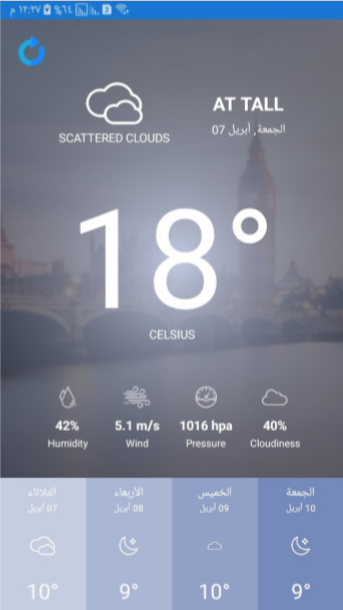 م ١٢:٢٧ %٦٤
SCATTERED CLOUDS
AT TALL
الجمعة, أبريل 07
18°
CELSIUS
42% 5.1 m/s 1016 hpa 40%
Humidity Wind Pressure Cloudiness
الثلاثاء الأربعاء الخميس الجمعة
07 أبريل 08 أبريل 09 أبريل 10 أبريل
10° 9° 10° 9°